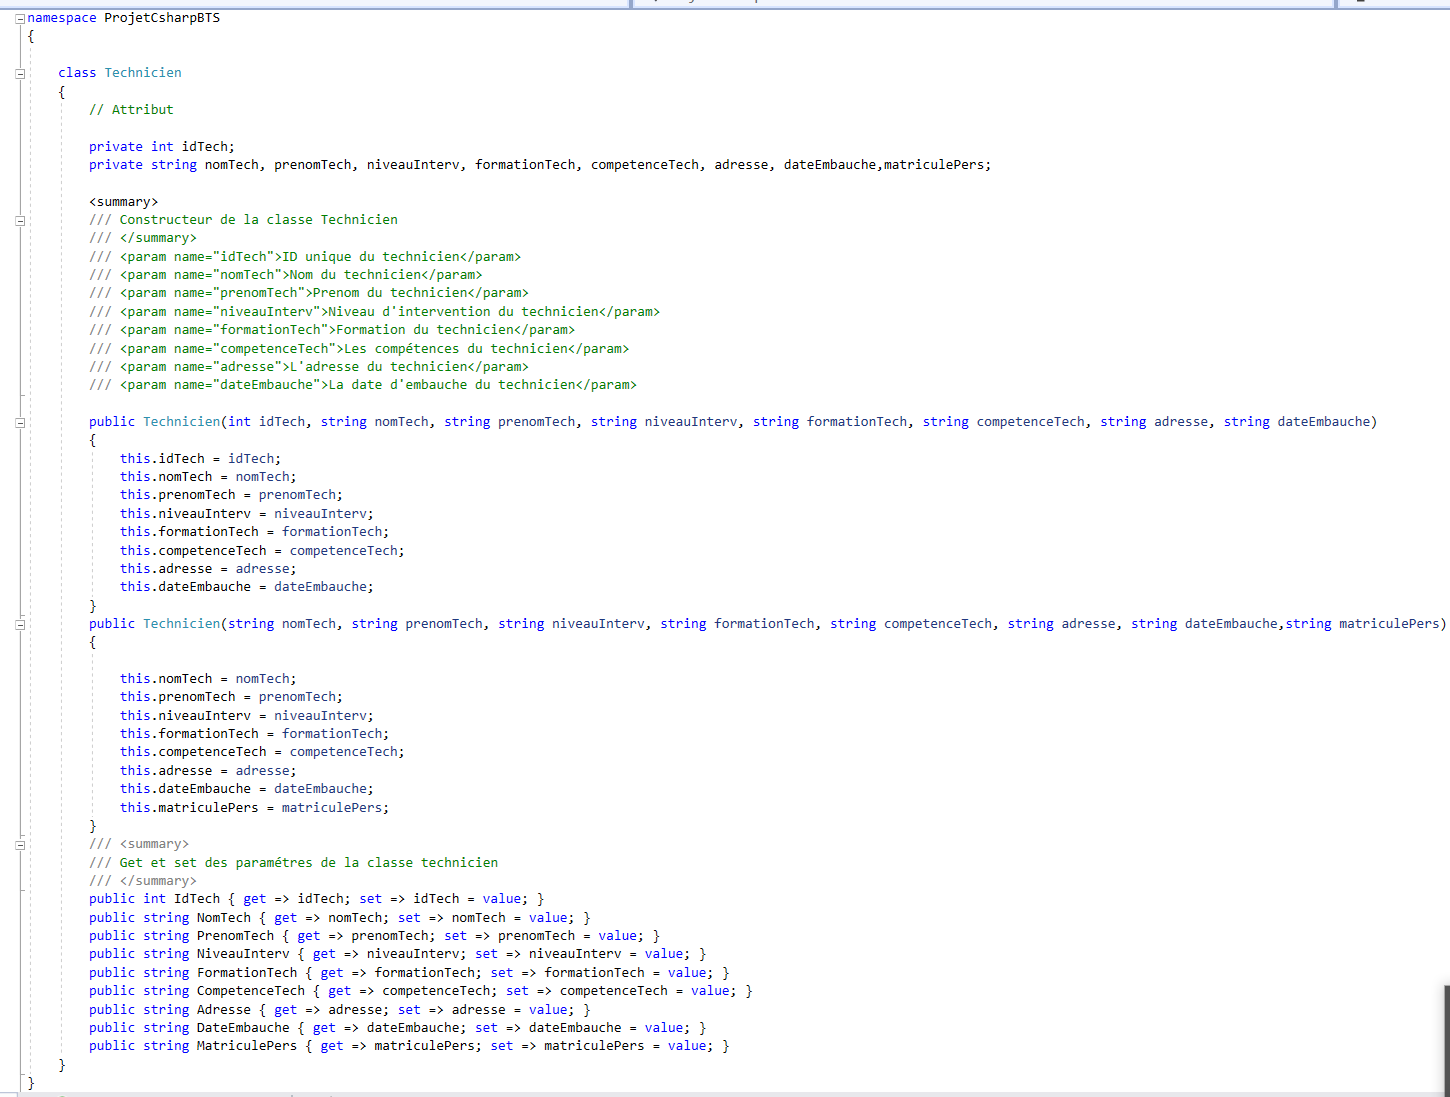 namespace ProjetCsharpBTS
{
class Technicien
{
// Attribut
private int idTech;
private string nomTech, prenomTech, niveauInterv, formationTech, competenceTech, adresse, dateEmbauche,matriculePers;
<summary>
/// Constructeur de la classe Technicien
/// </summary>
/// <param name="idTech">ID unique du technicien</param>
/// <param name="nomTech">Nom du technicien</param>
/// <param name="prenomTech">Prenom du technicien</param>
/// <param name="niveauInterv">Niveau d'intervention du technicien</param>
/// <param name="formationTech">Formation du technicien</param>
/// <param name="competenceTech">Les compétences du technicien</param>
/// <param name="adresse">L'adresse du technicien</param>
/// <param name="dateEmbauche">La date d'embauche du technicien</param>
public Technicien(int idTech, string nomTech, string prenomTech, string niveauInterv, string formationTech, string competenceTech, string adresse, string dateEmbauche)
{
this.idTech = idTech;
this.nomTech = nomTech;
this.prenomTech = prenomTech;
this.niveauInterv = niveauInterv;
this.formationTech = formationTech;
this.competenceTech = competenceTech;
this.adresse = adresse;
this.dateEmbauche = dateEmbauche;
}
public Technicien(string nomTech, string prenomTech, string niveauInterv, string formationTech, string competenceTech, string adresse, string dateEmbauche,string matriculePers)
{
this.nomTech = nomTech;
this.prenomTech = prenomTech;
this.niveauInterv = niveauInterv;
this.formationTech = formationTech;
this.competenceTech = competenceTech;
this.adresse = adresse;
this.dateEmbauche = dateEmbauche;
this.matriculePers = matriculePers;
}
/// <summary>
/// Get et set des paramétres de la classe technicien
/// </summary>
public int IdTech { get => idTech; set => idTech = value; }
public string NomTech { get => nomTech; set => nomTech = value; }
public string PrenomTech { get => prenomTech; set => prenomTech = value; }
public string NiveauInterv { get => niveauInterv; set => niveauInterv = value; }
public string FormationTech { get => formationTech; set => formationTech = value; }
public string CompetenceTech { get => competenceTech; set => competenceTech = value; }
public string Adresse { get => adresse; set => adresse = value; }
public string DateEmbauche { get => dateEmbauche; set => dateEmbauche = value; }
public string MatriculePers { get => matriculePers; set => matriculePers = value; }
}
}